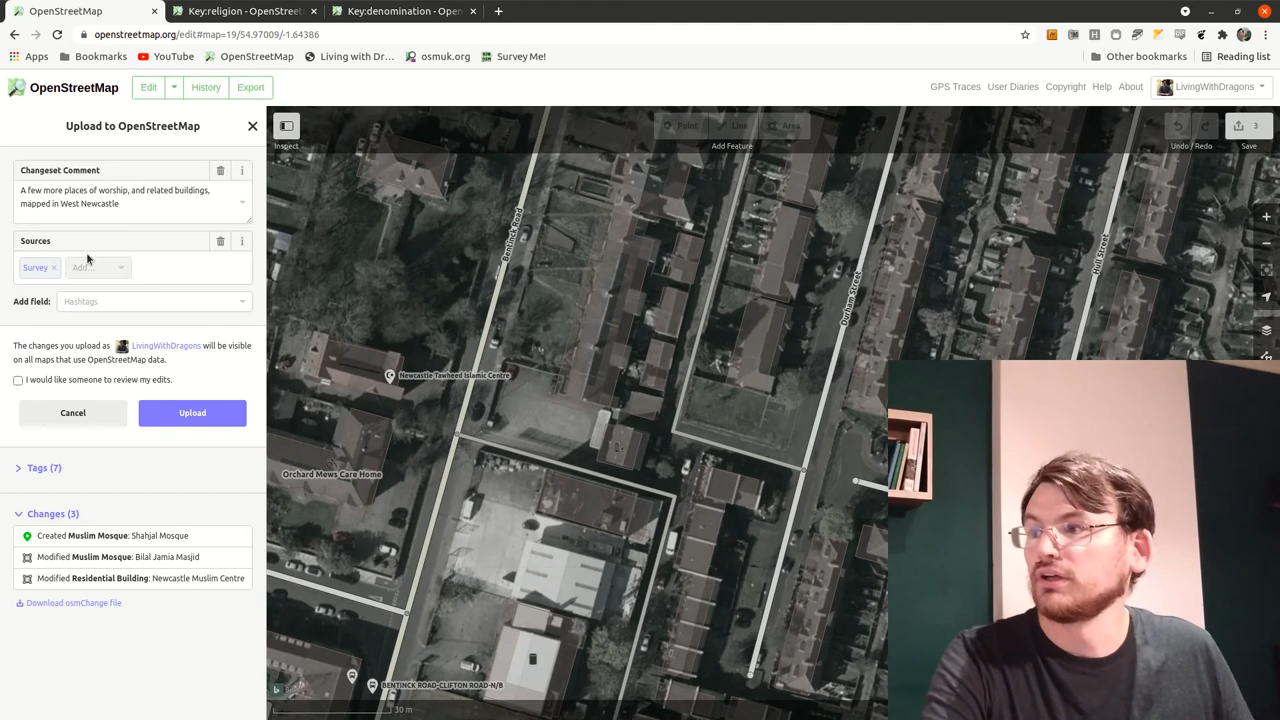 OpenStreetMap
Key:religion - OpenStreet
Key:denomination - Open
openstreetmap.org/edit#map=19/54.97009/-1.64386
Apps
Bookmarks
YouTube
OpenStreetMap
Living with Dr…
osmuk.org
Survey Me!
Other bookmarks
Reading list
OpenStreetMap
Edit
History
Export
GPS Traces
User Diaries
Copyright
Help
About
LivingWithDragons
Upload to OpenStreetMap
Point
Line
Area
3
Inspect
Add Feature
Undo / Redo
Save
Changeset Comment
A few more places of worship, and related buildings,
mapped in West Newcastle
Sources
Survey
Add...
Add field:
Hashtags
The changes you upload as LivingWithDragons will be visible
on all maps that use OpenStreetMap data.
I would like someone to review my edits.
Cancel
Upload
Tags (7)
Changes (3)
Created Muslim Mosque: Shahjal Mosque
Modified Muslim Mosque: Bilal Jamia Masjid
Modified Residential Building: Newcastle Muslim Centre
Download osmChange file
Bentinck Road
Durham Street
Hull Street
Newcastle Tawheed Islamic Centre
Orchard Mews Care Home
BENTINCK ROAD-CLIFTON ROAD-N/B
30 m